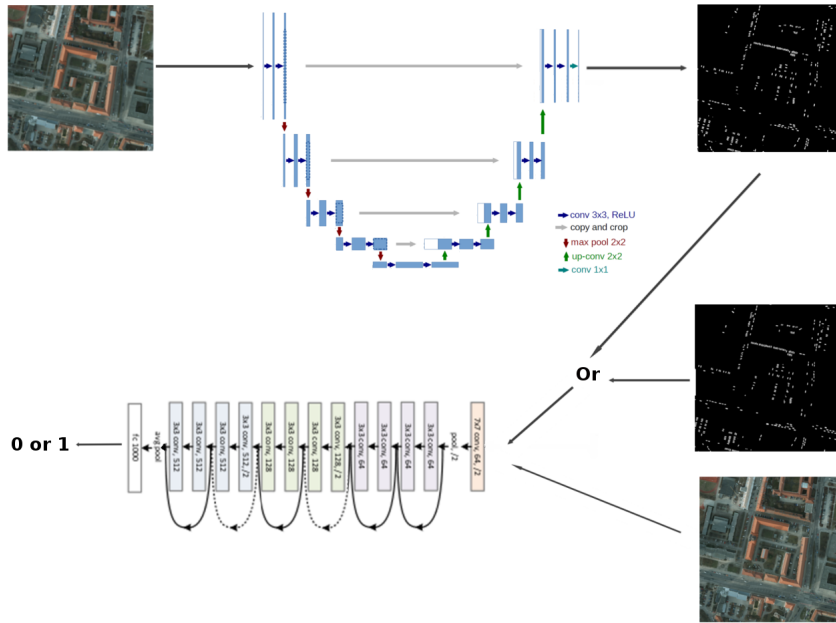 conv 3x3, ReLU
copy and crop
max pool 2x2
up-conv 2x2
conv 1x1
Or
0 or 1
fc 1000
avg pool
3x3 conv, 512
3x3 conv, 512
3x3 conv, 512
3x3 conv, 512, /2
3x3 conv, 128
3x3 conv, 128
3x3 conv, 128
3x3 conv, 128, / 2
3x3 conv, 64
3x3 conv, 64
3x3 conv, 64
3x3 conv, 64
pool, /2
7x7 conv, 64, /2